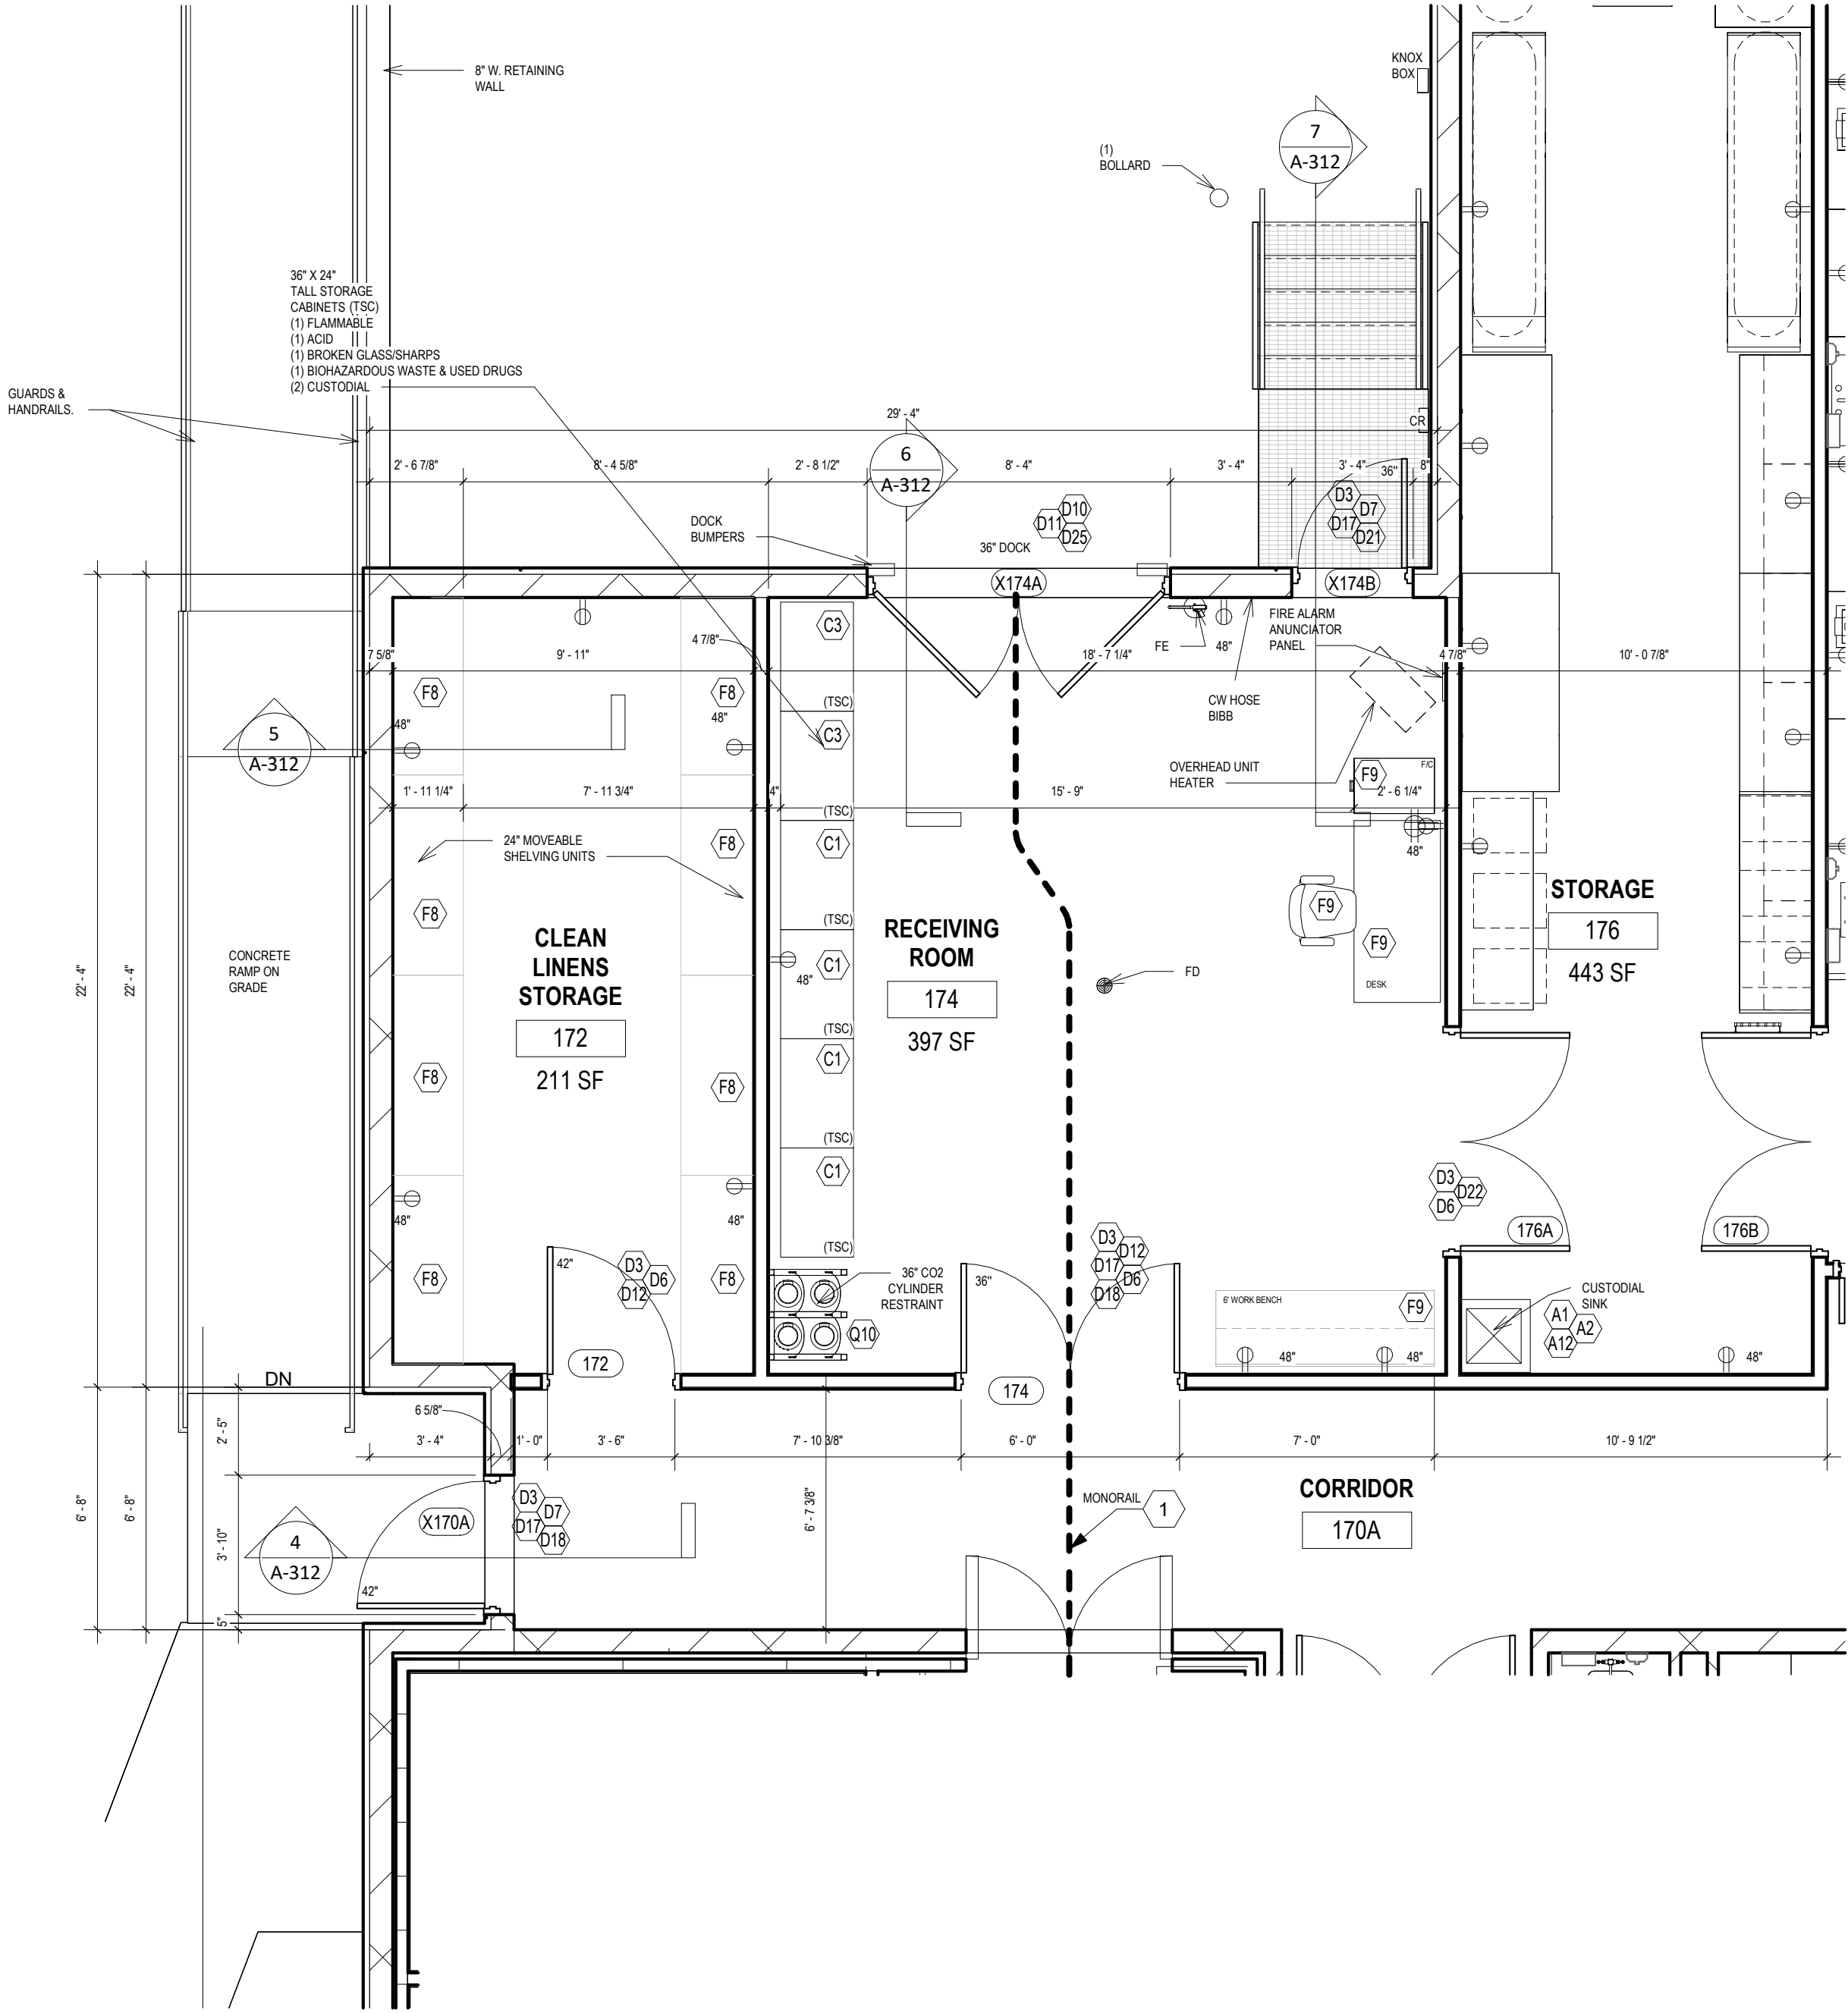 8" W. RETAINING
WALL
KNOX
BOX
7
A-312
(1)
BOLLARD
36" X 24"
TALL STORAGE
CABINETS (TSC)
(1) FLAMMABLE
(1) ACID
(1) BROKEN GLASS/SHARPS
(1) BIOHAZARDOUS WASTE & USED DRUGS
(2) CUSTODIAL
GUARDS &
HANDRAILS.
29' - 4"
CR
2' - 6 7/8"
8' - 4 5/8"
2' - 8 1/2"
6
A-312
8' - 4"
3' - 4"
3' - 4"
36"
8"
D3
D7
D17
D21
D10
D11
D25
DOCK
BUMPERS
36" DOCK
X174A
X174B
FIRE ALARM
ANUNCIATOR
PANEL
C3
4 7/8"
FE
48"
7 5/8"
9' - 11"
18' - 7 1/4"
4 7/8"
10' - 0 7/8"
F8
F8
48"
48"
(TSC)
C3
CW HOSE
BIBB
5
A-312
OVERHEAD UNIT
HEATER
F/C
F9
1' - 11 1/4"
7' - 11 3/4"
4"
15' - 9"
2' - 6 1/4"
(TSC)
24" MOVEABLE
SHELVING UNITS
F8
C1
48"
STORAGE
176
443 SF
F8
(TSC)
F9
F9
DESK
CLEAN
LINENS
STORAGE
172
211 SF
RECEIVING
ROOM
174
397 SF
C1
48"
FD
CONCRETE
RAMP ON
GRADE
22' - 4"
22' - 4"
(TSC)
C1
F8
F8
(TSC)
C1
D3
D22
D6
48"
48"
176A
176B
(TSC)
42"
D3
D6
D12
F8
F8
36" CO2
CYLINDER
RESTRAINT
36"
D3
D12
D17
D6
D18
6' WORK BENCH
F9
CUSTODIAL
SINK
A1
A2
A12
Q10
172
174
48"
48"
48"
DN
6 5/8"
2' - 5"
3' - 4"
1' - 0"
3' - 6"
7' - 10 3/8"
6' - 0"
7' - 0"
10' - 9 1/2"
CORRIDOR
170A
MONORAIL
1
D3
D7
D17
D18
X170A
6' - 7 3/8"
6' - 8"
6' - 8"
3' - 10"
4
A-312
42"
5"